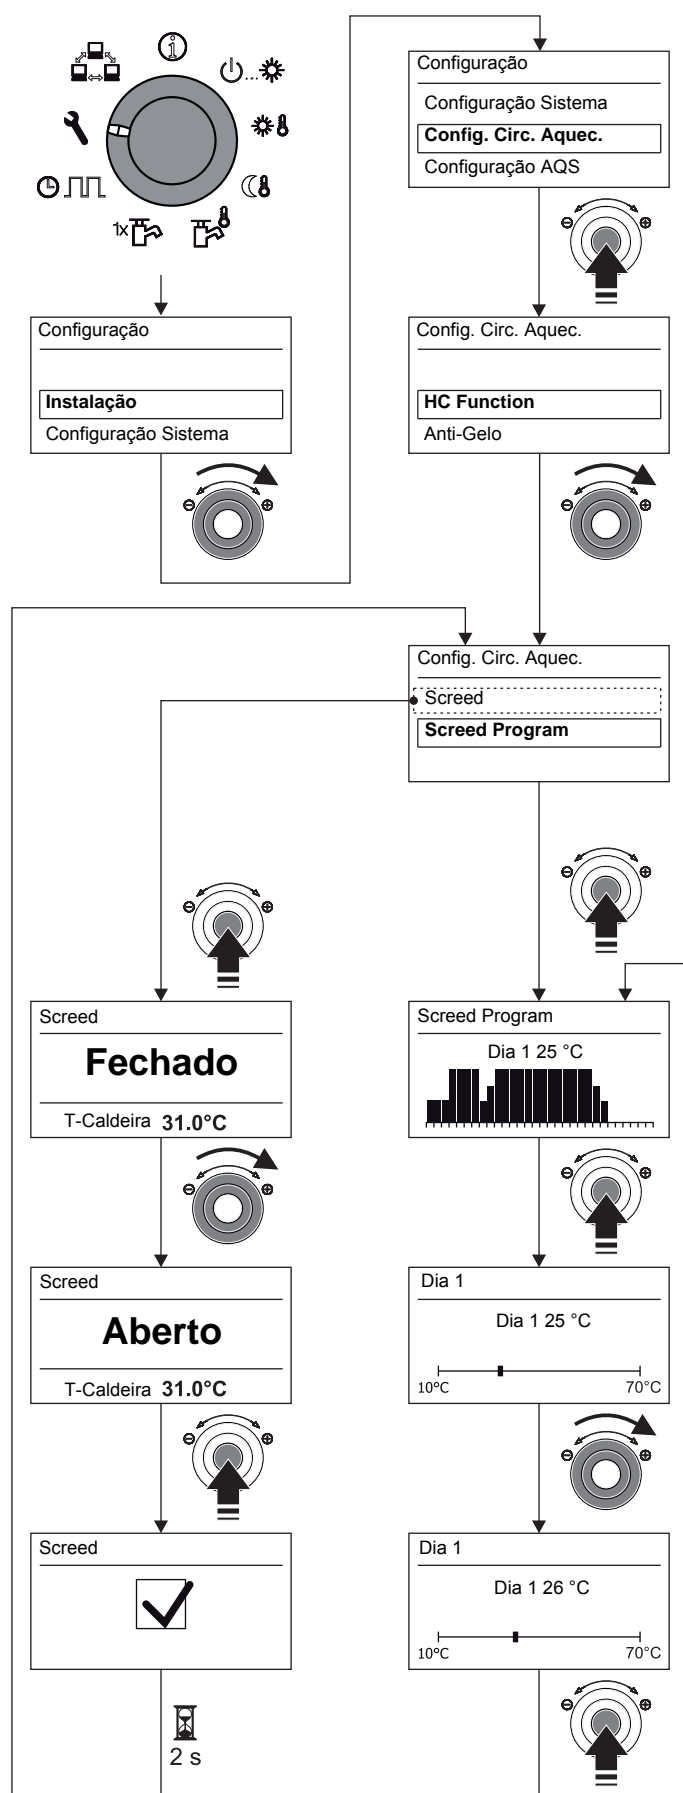 1x
Configuração
Instalação
Configuração Sistema
Configuração
Configuração Sistema
Config. Circ. Aquec.
Configuração AQS
Config. Circ. Aquec.
HC Function
Anti-Gelo
Config. Circ. Aquec.
Screed
Screed Program
Screed
Fechado
T-Caldeira 31.0°C
Screed
Aberto
T-Caldeira 31.0°C
Screed
2 s
Screed Program
Dia 1 25 °C
Dia 1
Dia 1 25 °C
10°C 70°C
Dia 1
Dia 1 26 °C
10°C 70°C